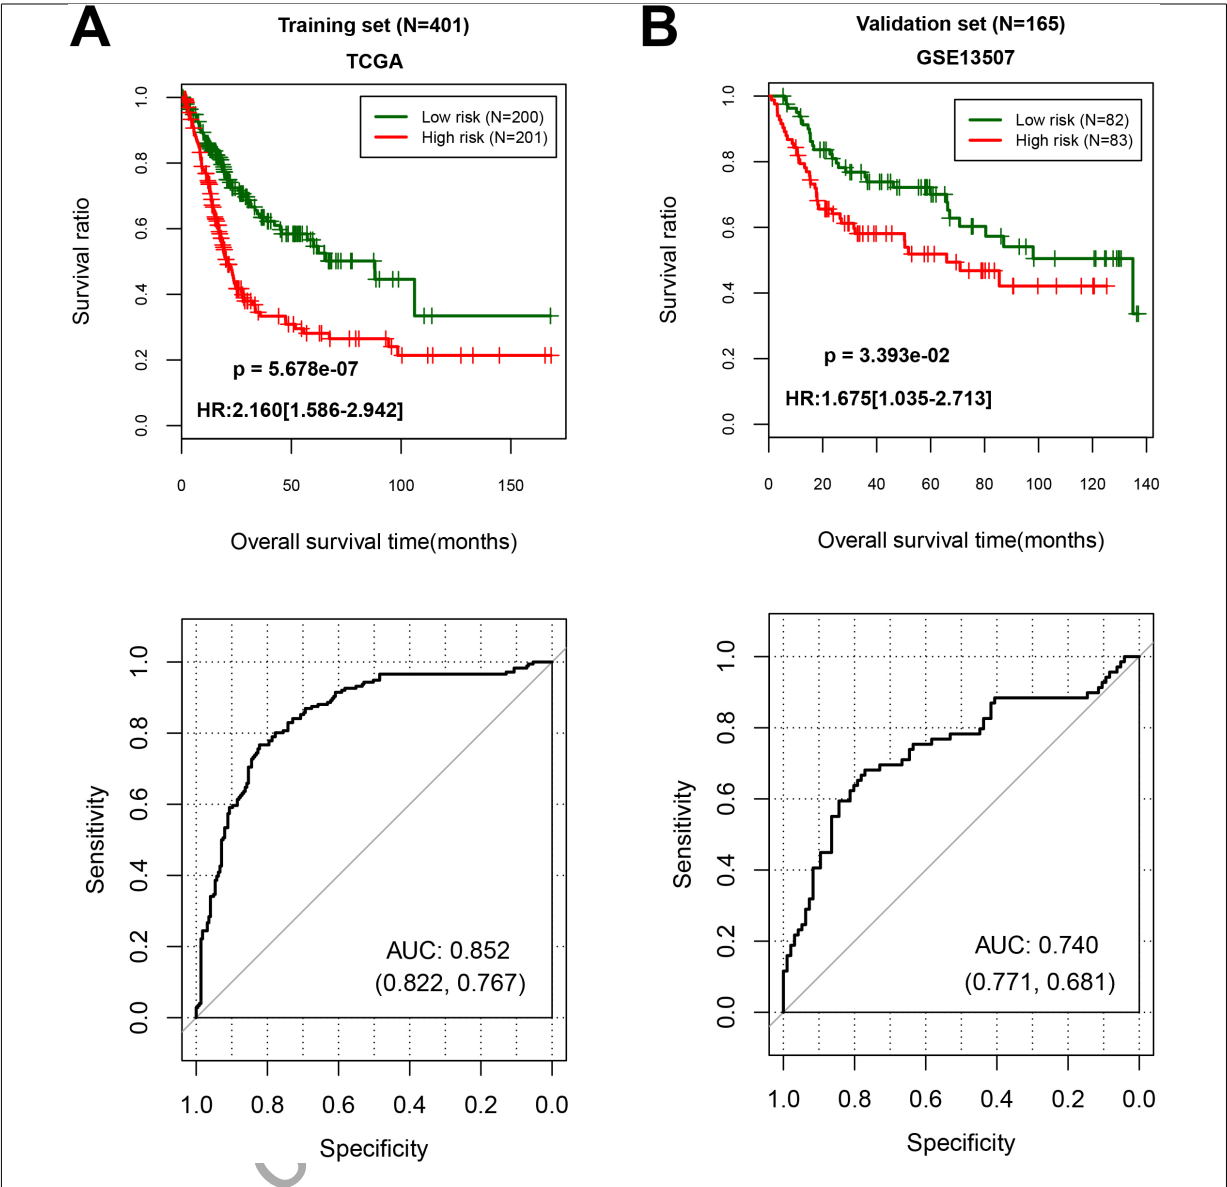 A
Training set (N=401)
TCGA
Survival ratio
1.0
0.8
0.6
0.4
0.2
0.0
Low risk (N=200)
High risk (N=201)
p = 5.678e-07
HR:2.160[1.586-2.942]
0 50 100 150
Overall survival time(months)
B
Validation set (N=165)
GSE13507
Survival ratio
1.0
0.8
0.6
0.4
0.2
0.0
Low risk (N=82)
High risk (N=83)
p = 3.393e-02
HR:1.675[1.035-2.713]
0 20 40 60 80 100 120 140
Overall survival time(months)
Sensitivity
1.0
0.8
0.6
0.4
0.2
0.0
AUC: 0.852
(0.822, 0.767)
1.0 0.8 0.6 0.4 0.2 0.0
Specificity
Sensitivity
1.0
0.8
0.6
0.4
0.2
0.0
AUC: 0.740
(0.771, 0.681)
1.0 0.8 0.6 0.4 0.2 0.0
Specificity